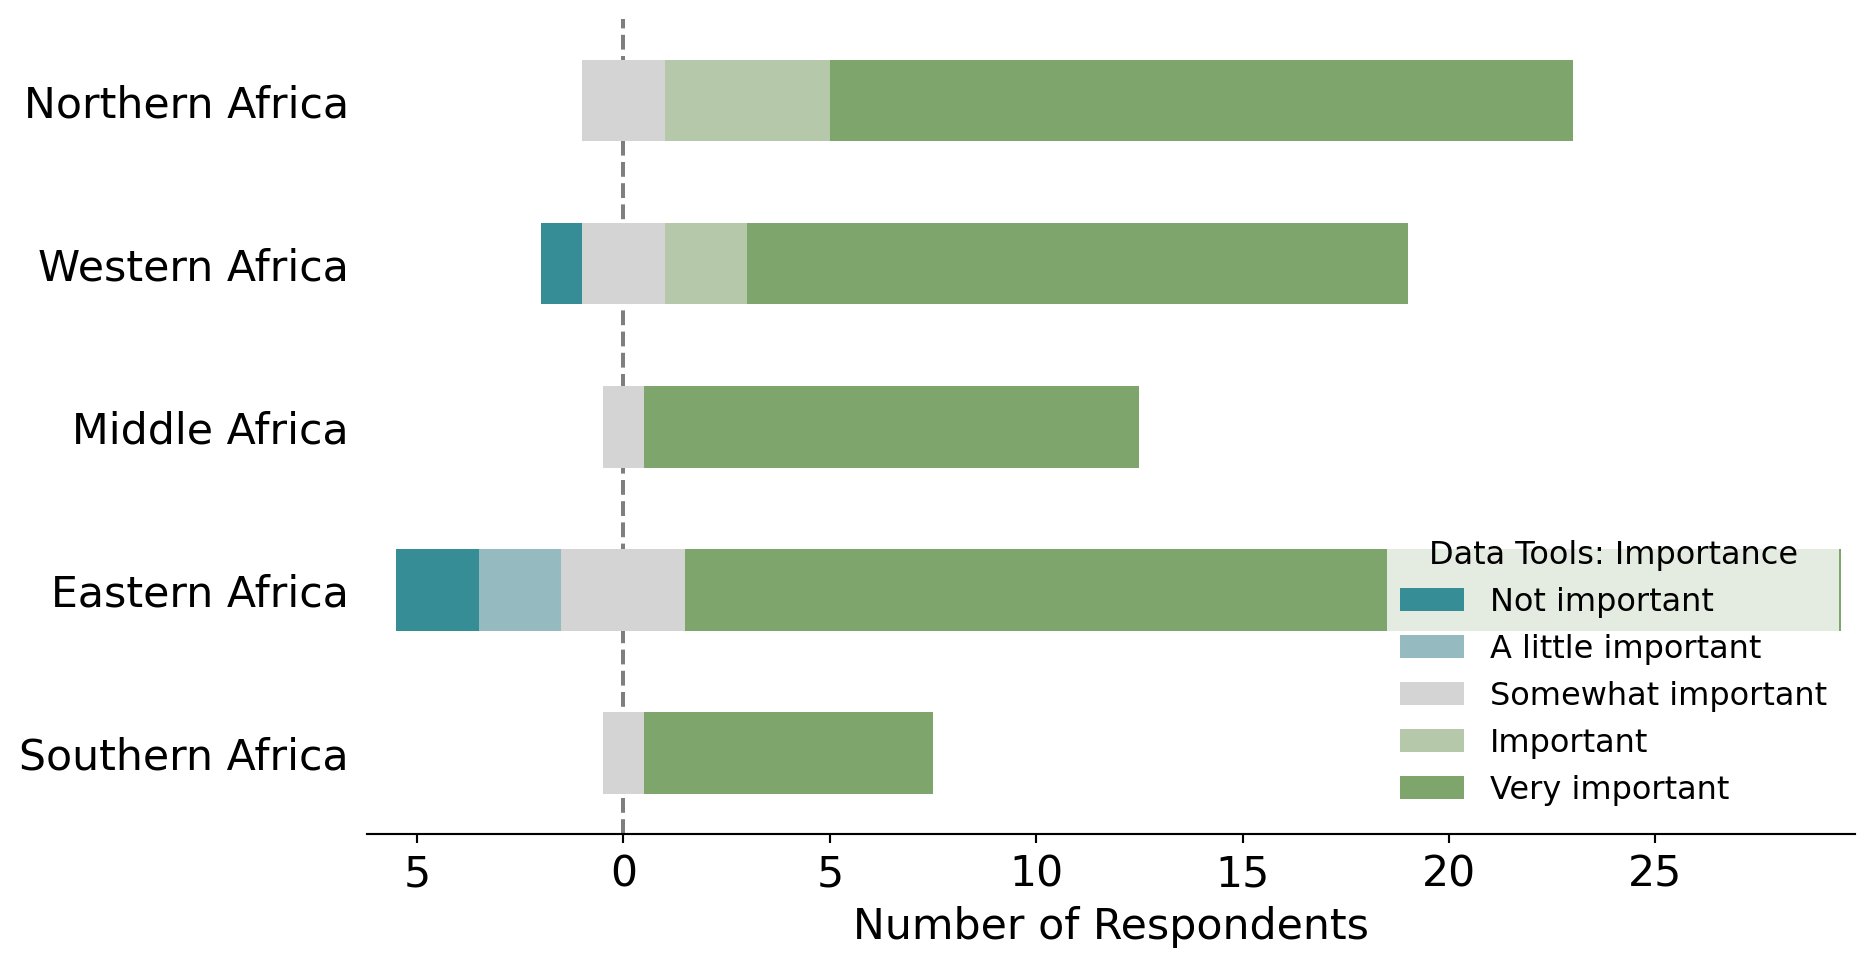 Northern Africa
Western Africa
Middle Africa
Eastern Africa
Southern Africa
Data Tools: Importance
Not important
A little important
Somewhat important
Important
Very important
5 0 5 10 15 20 25
Number of Respondents